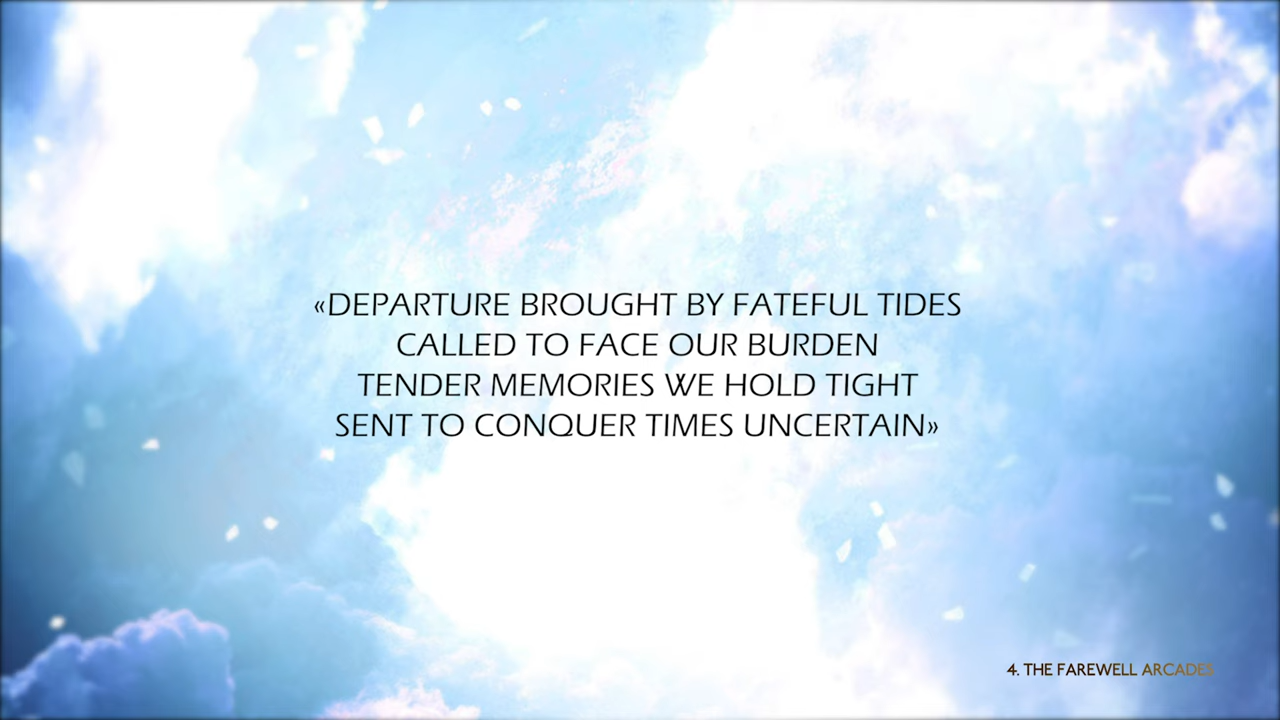 «DEPARTURE BROUGHT BY FATEFUL TIDES
CALLED TO FACE OUR BURDEN
TENDER MEMORIES WE HOLD TIGHT
SENT TO CONQUER TIMES UNCERTAIN»
4. THE FAREWELL ARCADES